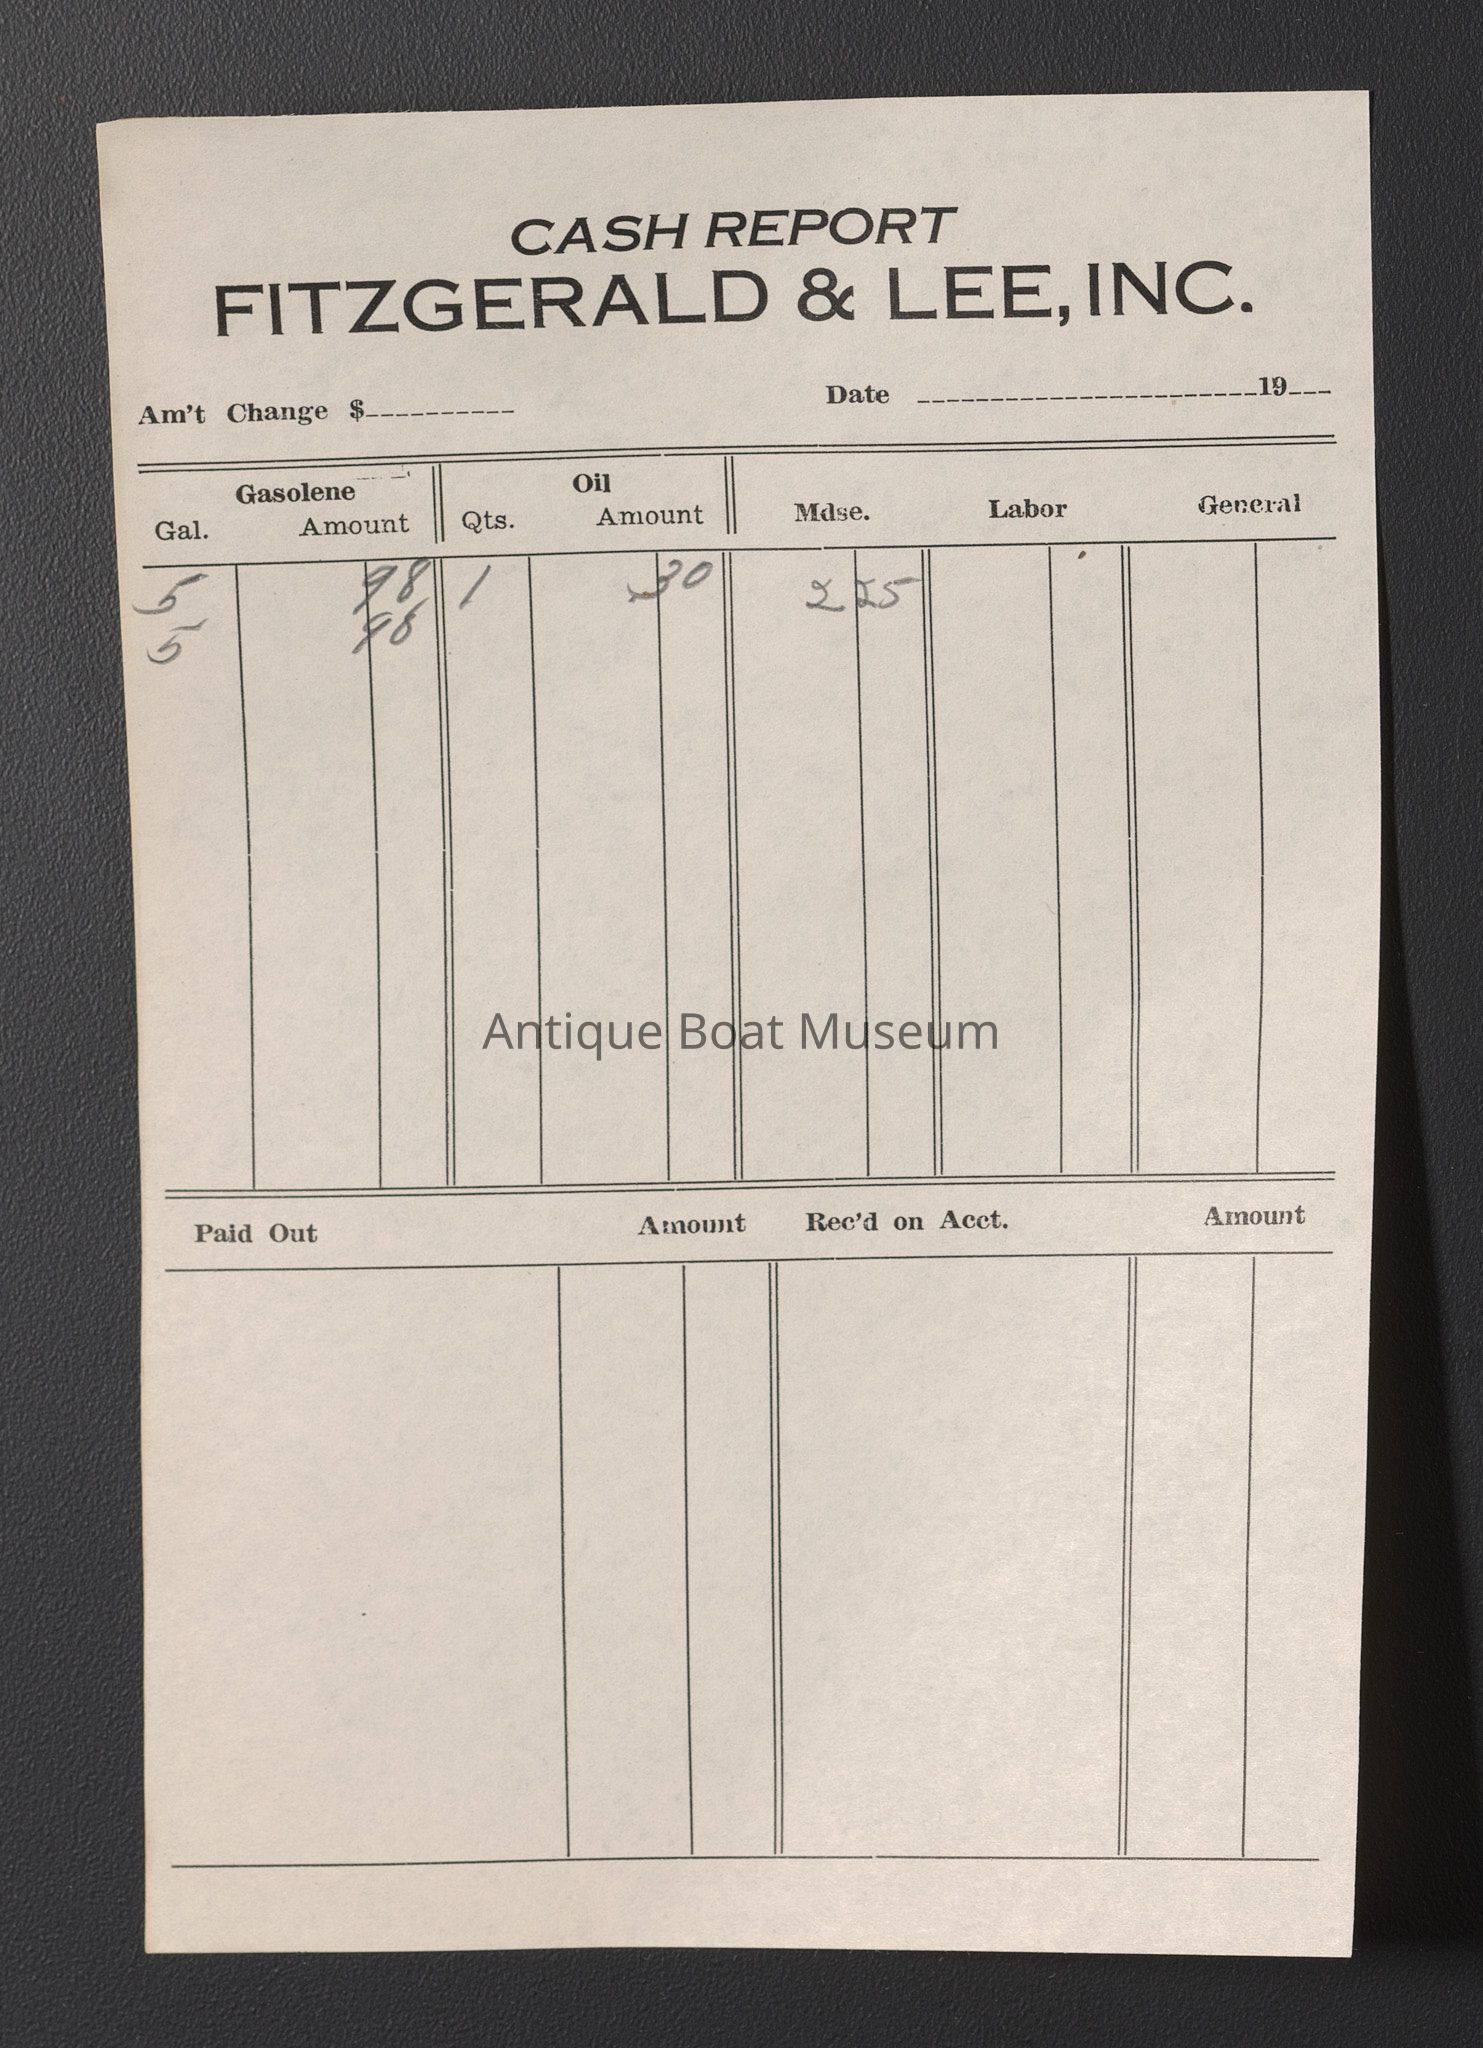 CASH REPORT
FITZGERALD & LEE, INC.
Am't Change $ Date 19
Gasolene Oil
Gal. Amount Qts. Amount Mdse. Labor General
5 98 1 30 2 25
5 98
Antique Boat Museum
Paid Out Amount Rec'd on Acct. Amount